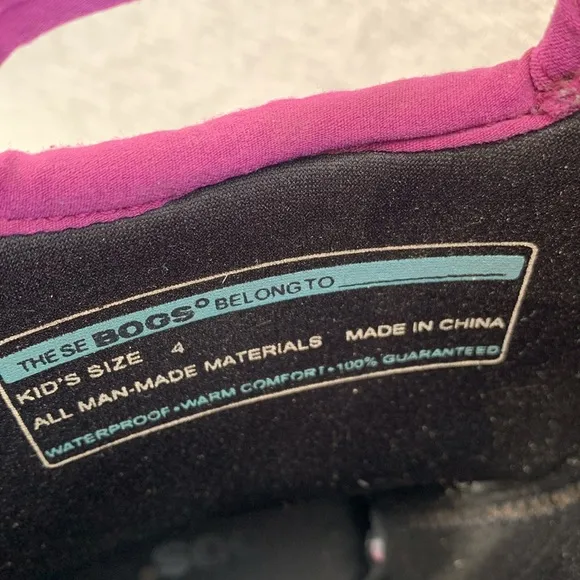 THESE BOGS° BELONG TO
KID'S SIZE 4
ALL MAN-MADE MATERIALS MADE IN CHINA
WATERPROOF•WARM COMFORT•100% GUARANTEED